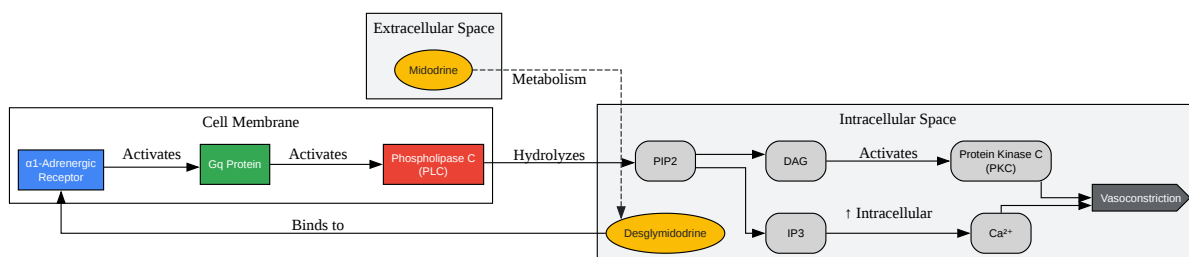 Extracellular Space
Midodrine
Metabolism
Cell Membrane
Intracellular Space
α1-Adrenergic
Receptor
Activates
Gq Protein
Activates
Phospholipase C
(PLC)
Hydrolyzes
PIP2
DAG
Activates
Protein Kinase C
(PKC)
Vasoconstriction
Binds to
Desglymidodrine
IP3
↑ Intracellular
Ca²⁺